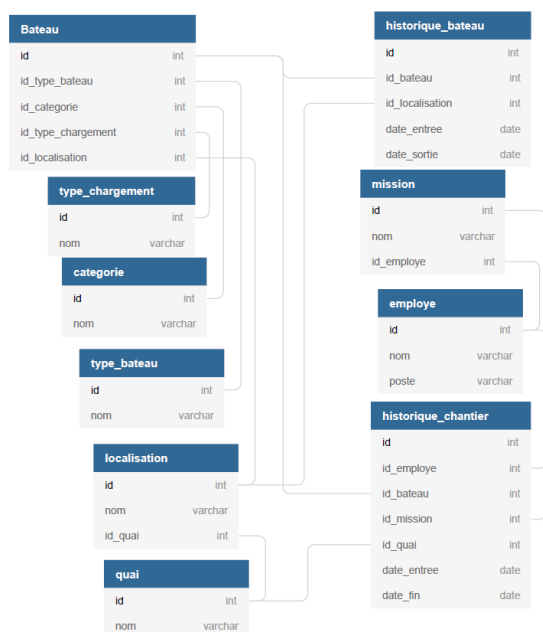 Bateau
id int
id_type_bateau int
id_categorie int
id_type_chargement int
id_localisation int
type_chargement
id int
nom varchar
categorie
id int
nom varchar
type_bateau
id int
nom varchar
localisation
id int
nom varchar
id_quai int
quai
id int
nom varchar
historique_bateau
id int
id_bateau int
id_localisation int
date_entree date
date_sortie date
mission
id int
nom varchar
id_employe int
employe
id int
nom varchar
poste varchar
historique_chantier
id int
id_employe int
id_bateau int
id_mission int
id_quai int
date_entree date
date_fin date